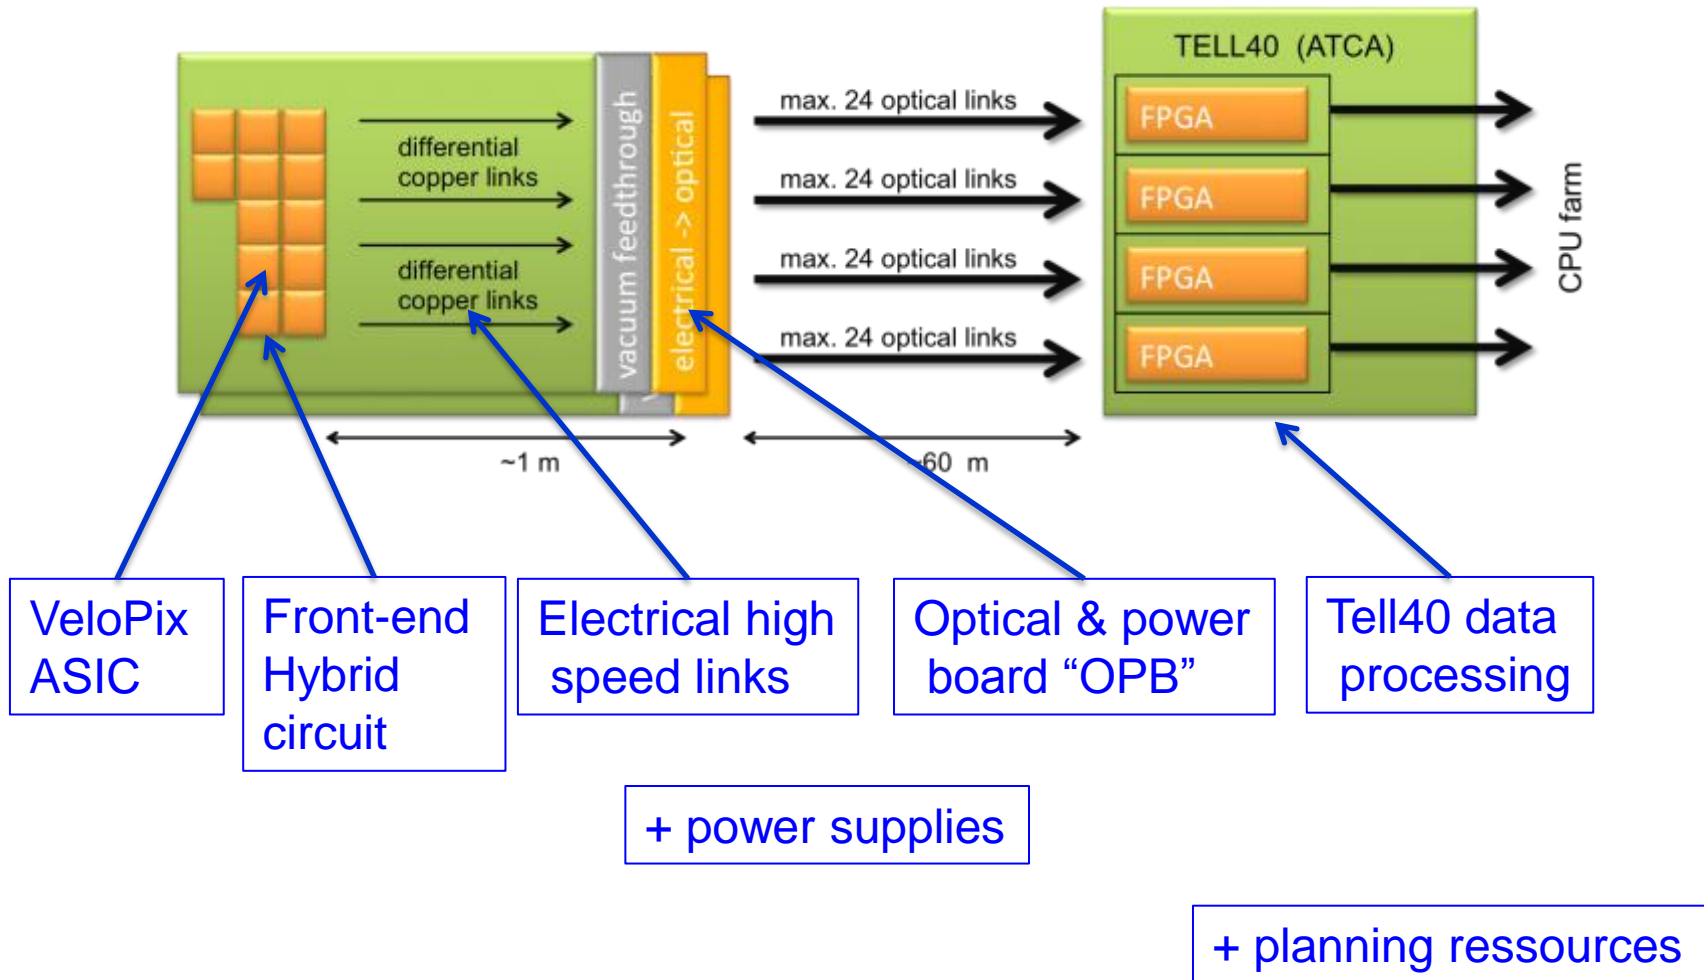 TELL40 (ATCA)
max. 24 optical links
FPGA
differential
copper links
vacuum feedthrough
electrical -> optical
max. 24 optical links
FPGA
CPU farm
differential
copper links
max. 24 optical links
FPGA
max. 24 optical links
FPGA
~1 m
~60 m
VeloPix
ASIC
Front-end
Hybrid
circuit
Electrical high
speed links
Optical & power
board “OPB”
Tell40 data
processing
+ power supplies
+ planning ressources